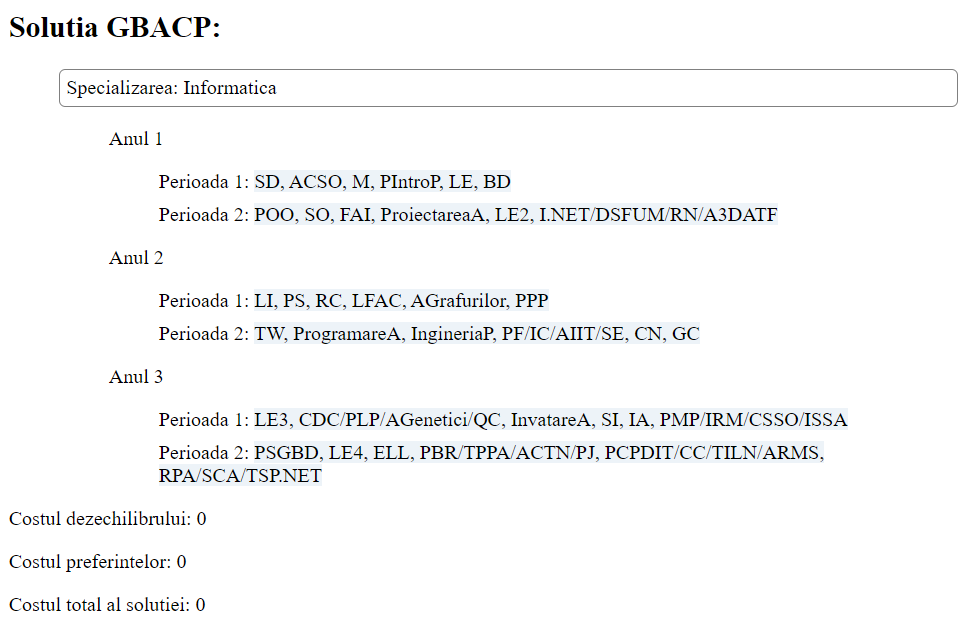 Solutia GBACP:
Specializarea: Informatica
Anul 1
Perioada 1: SD, ACSO, M, PIntroP, LE, BD
Perioada 2: POO, SO, FAI, ProiectareaA, LE2, I.NET/DSFUM/RN/A3DATF
Anul 2
Perioada 1: LI, PS, RC, LFAC, AGrafurilor, PPP
Perioada 2: TW, ProgramareA, IngineriaP, PF/IC/AIIT/SE, CN, GC
Anul 3
Perioada 1: LE3, CDC/PLP/AGenetici/QC, InvatareA, SI, IA, PMP/IRM/CSSO/ISSA
Perioada 2: PSGBD, LE4, ELL, PBR/TPPA/ACTN/PJ, PCPDIT/CC/TILN/ARMS,
RPA/SCA/TSP.NET
Costul dezechilibrului: 0
Costul preferintelor: 0
Costul total al solutiei: 0